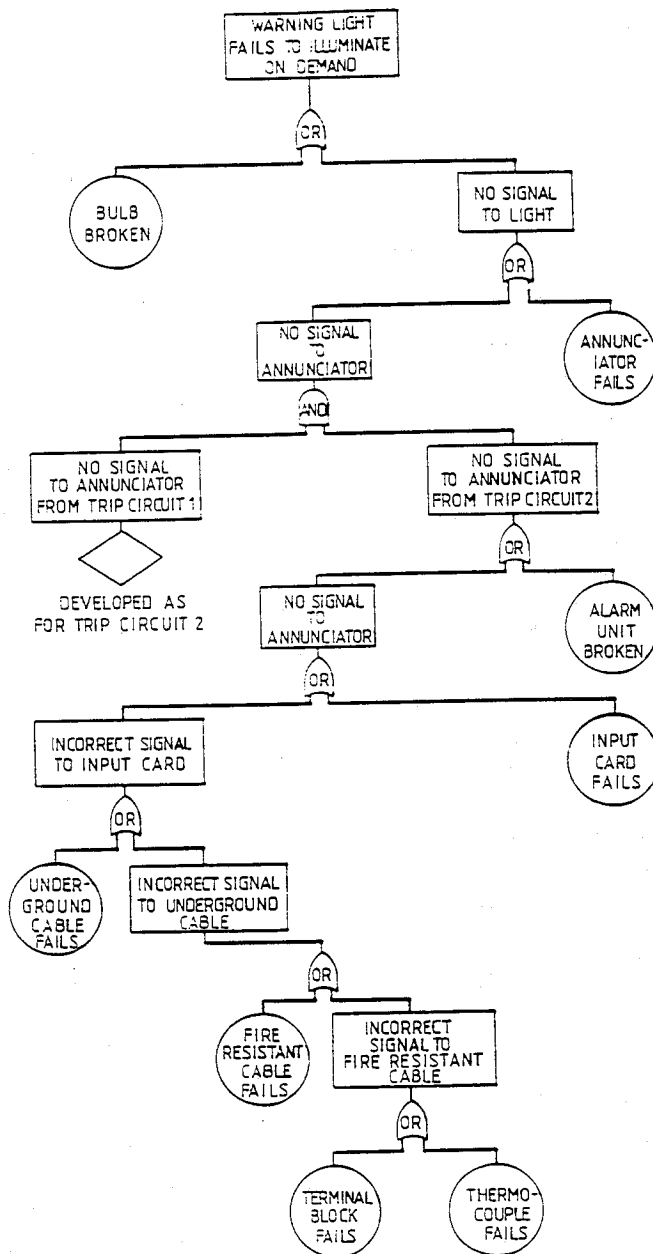 WARNING LIGHT
FAILS TO ILLUMINATE
ON DEMAND
OR
BULB
BROKEN
NO SIGNAL
TO LIGHT
OR
NO SIGNAL
TO
ANNUNCIATOR
ANNUNC-
IATOR
FAILS
AND
NO SIGNAL
TO ANNUNCIATOR
FROM TRIP CIRCUIT 1
NO SIGNAL
TO ANNUNCIATOR
FROM TRIP CIRCUIT 2
DEVELOPED AS
FOR TRIP CIRCUIT 2
OR
NO SIGNAL
TO
ANNUNCIATOR
ALARM
UNIT
BROKEN
OR
INCORRECT SIGNAL
TO INPUT CARD
INPUT
CARD
FAILS
OR
UNDER-
GROUND
CABLE
FAILS
INCORRECT SIGNAL
TO UNDERGROUND
CABLE
OR
FIRE
RESISTANT
CABLE
FAILS
INCORRECT
SIGNAL TO
FIRE RESISTANT
CABLE
OR
TERMINAL
BLOCK
FAILS
THERMO-
COUPLE
FAILS